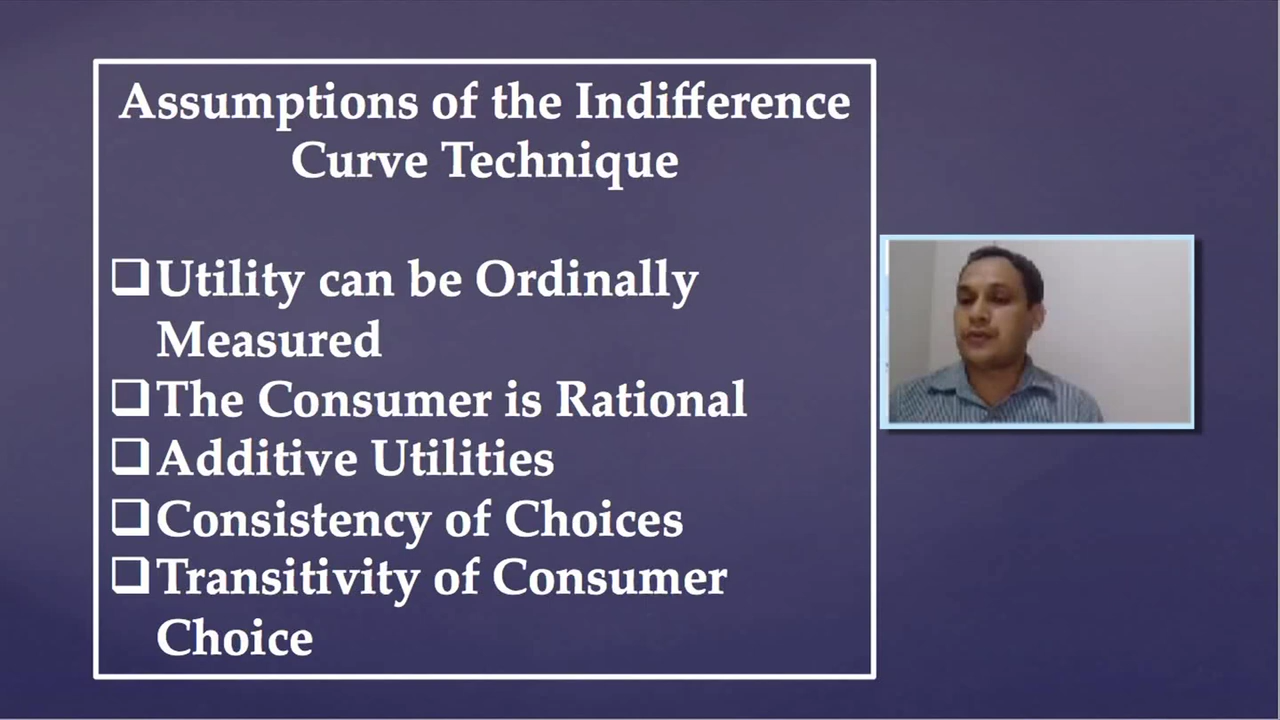 Assumptions of the Indifference
Curve Technique
❑Utility can be Ordinally
Measured
❑The Consumer is Rational
❑Additive Utilities
❑Consistency of Choices
❑Transitivity of Consumer
Choice